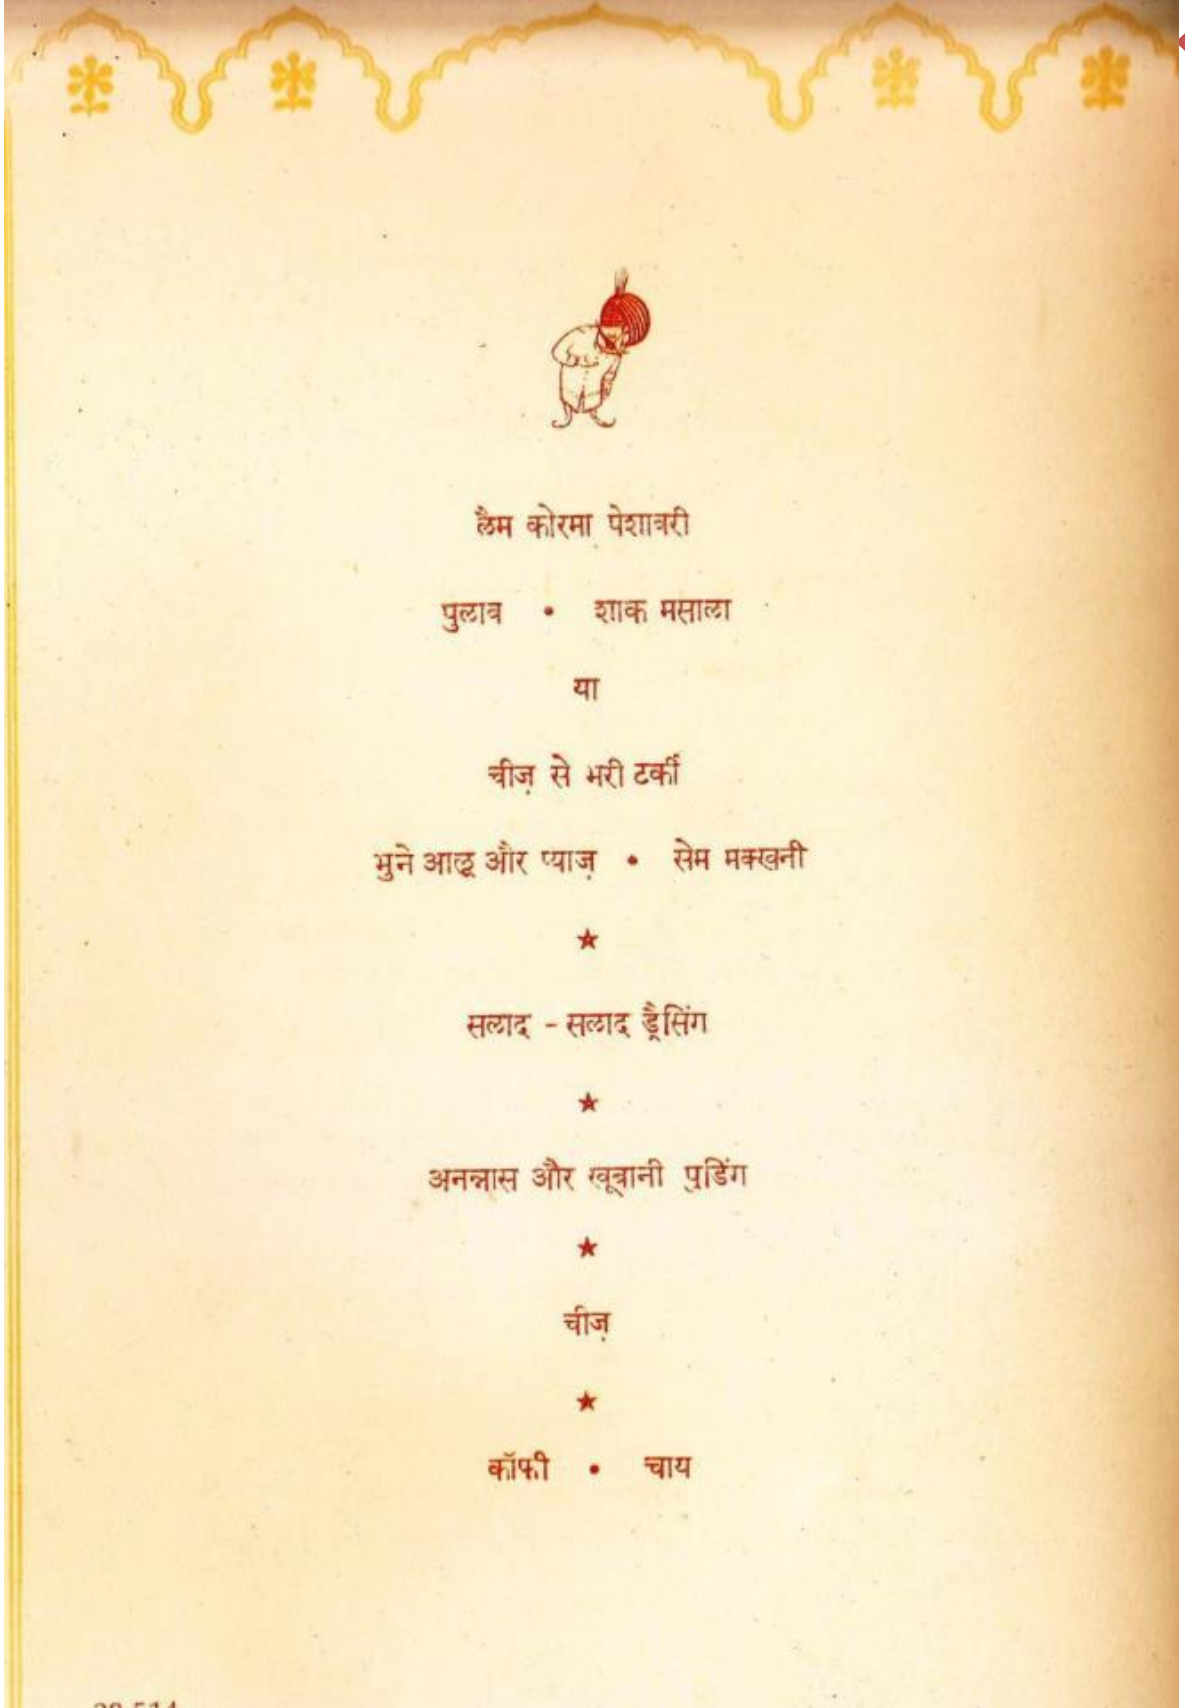 लैम कोरमा पेशावरी
पुलाव • शाक मसाला
या
चीज़ से भरी टर्की
भुने आलू और प्याज़ • सेम मक्खनी
★
सलाद - सलाद ड्रैसिंग
★
अनन्नास और खूबानी पुडिंग
★
चीज़
★
कॉफी • चाय